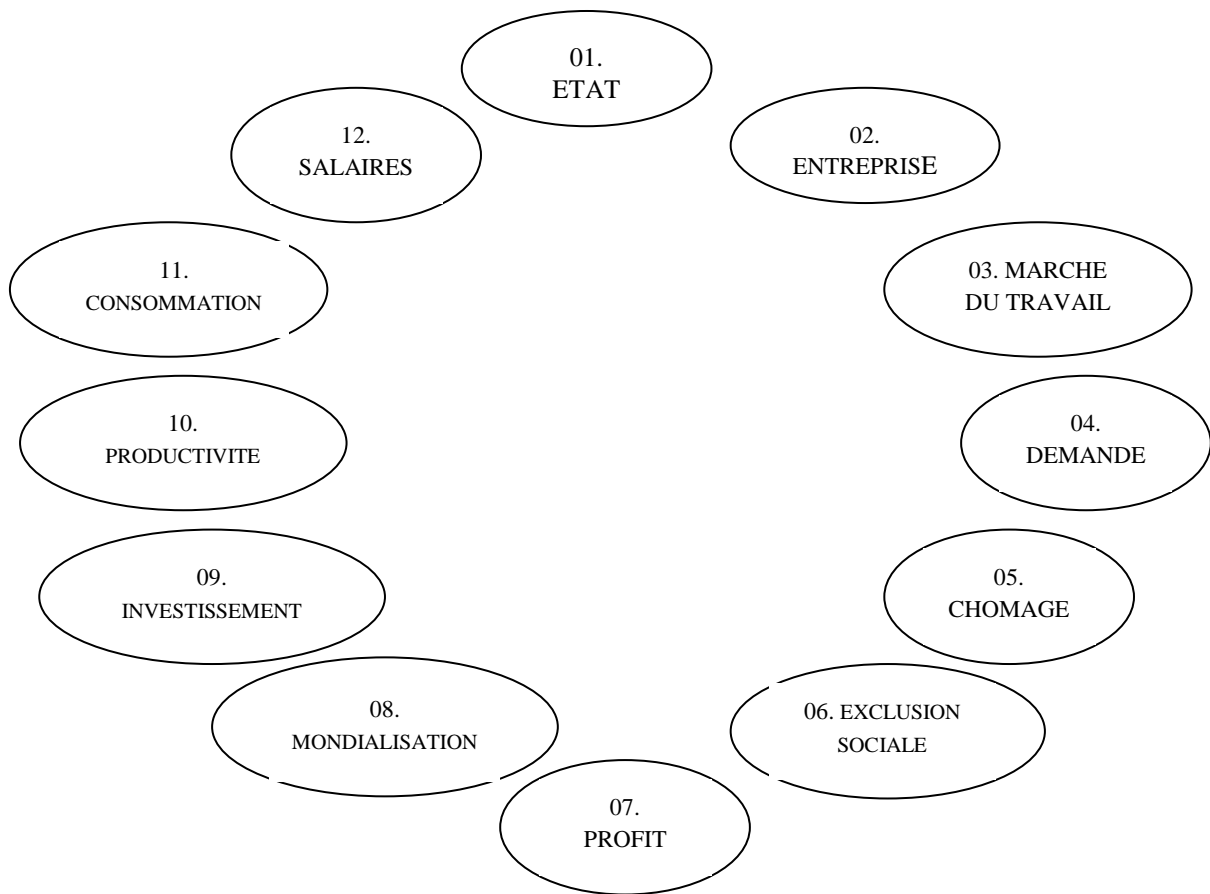 01.
ETAT
02.
ENTREPRISE
03. MARCHE
DU TRAVAIL
04.
DEMANDE
05.
CHOMAGE
06. EXCLUSION
SOCIALE
07.
PROFIT
08.
MONDIALISATION
09.
INVESTISSEMENT
10.
PRODUCTIVITE
11.
CONSOMMATION
12.
SALAIRES